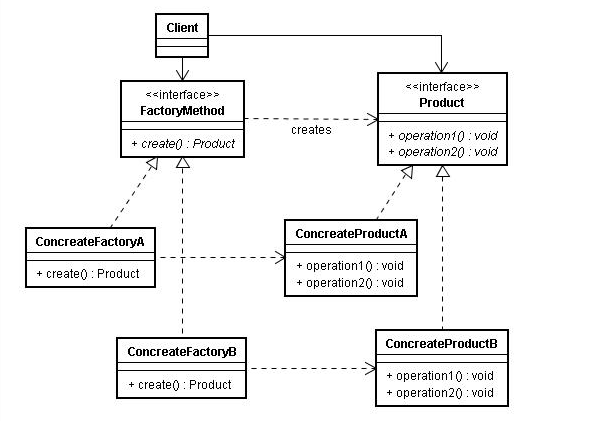 Client
<<interface>>
FactoryMethod
+ create() : Product
creates
<<interface>>
Product
+ operation1() : void
+ operation2() : void
ConcreateFactoryA
+ create() : Product
ConcreateProductA
+ operation1() : void
+ operation2() : void
ConcreateFactoryB
+ create() : Product
ConcreateProductB
+ operation1() : void
+ operation2() : void